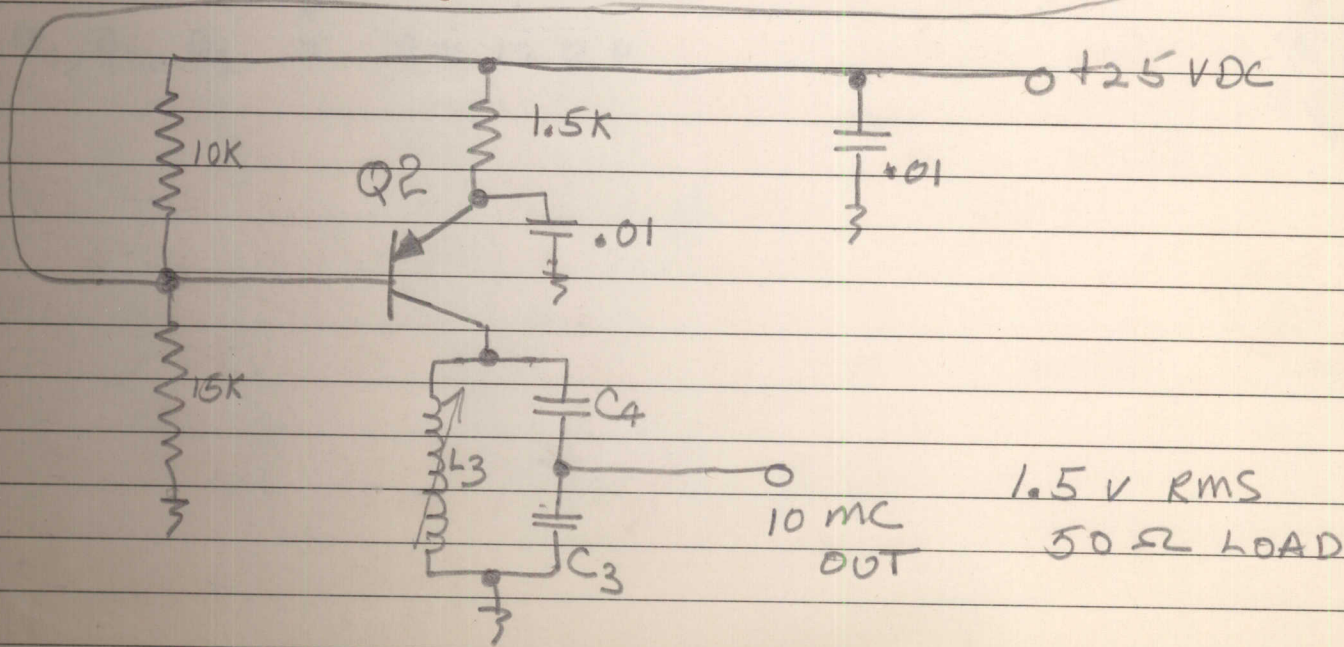 +25 VDC
1.5K
10K
Q2
.01
.01
15K
C4
L3
10 MC
OUT
1.5 V RMS
50 Ω LOAD
C3